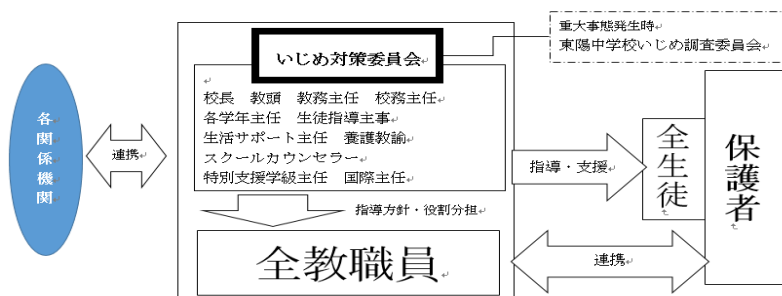 重大事態発生時
東陽中学校いじめ調査委員会
いじめ対策委員会
校長　教頭　教務主任　校務主任
各学年主任　生徒指導主事
生活サポート主任　養護教諭
スクールカウンセラー
特別支援学級主任　国際主任
各関係機関
連携
指導・支援
全生徒
保護者
指導方針・役割分担
全教職員
連携